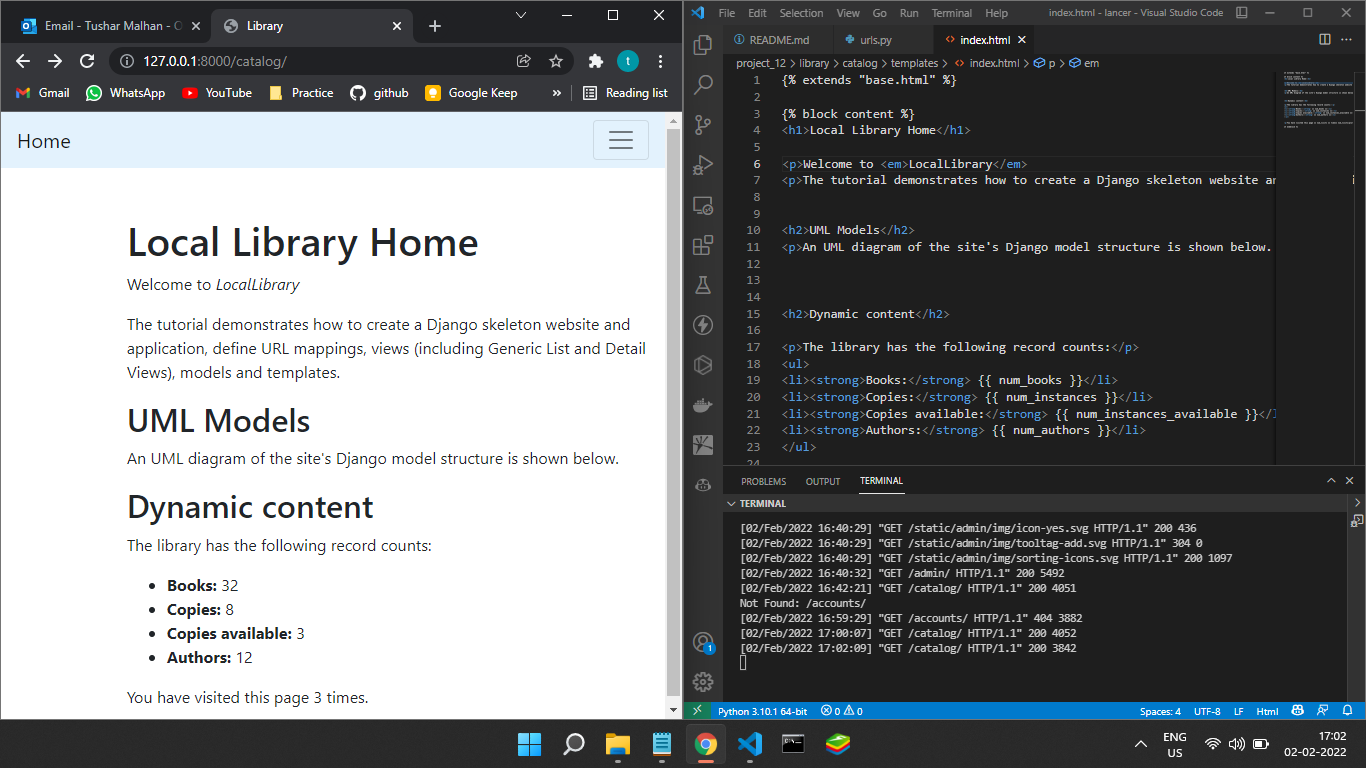 Email - Tushar Malhan - O
Library
127.0.0.1:8000/catalog/
t
Gmail
WhatsApp
YouTube
Practice
github
Google Keep
»
Reading list
Home
Local Library Home
Welcome to LocalLibrary
The tutorial demonstrates how to create a Django skeleton website and
application, define URL mappings, views (including Generic List and Detail
Views), models and templates.
UML Models
An UML diagram of the site's Django model structure is shown below.
Dynamic content
The library has the following record counts:
• Books: 32
• Copies: 8
• Copies available: 3
• Authors: 12
You have visited this page 3 times.
File Edit Selection View Go Run Terminal Help
index.html - lancer - Visual Studio Code
README.md
urls.py
index.html
project_12 > library > catalog > templates > index.html > p > em
1 {% extends "base.html" %}
2
3 {% block content %}
4 <h1>Local Library Home</h1>
5
6 <p>Welcome to <em>LocalLibrary</em>
7 <p>The tutorial demonstrates how to create a Django skeleton website an
8
9
10 <h2>UML Models</h2>
11 <p>An UML diagram of the site's Django model structure is shown below.
12
13
14
15 <h2>Dynamic content</h2>
16
17 <p>The library has the following record counts:</p>
18 <ul>
19 <li><strong>Books:</strong> {{ num_books }}</li>
20 <li><strong>Copies:</strong> {{ num_instances }}</li>
21 <li><strong>Copies available:</strong> {{ num_instances_available }}</l
22 <li><strong>Authors:</strong> {{ num_authors }}</li>
23 </ul>
24
PROBLEMS OUTPUT TERMINAL
TERMINAL
[02/Feb/2022 16:40:29] "GET /static/admin/img/icon-yes.svg HTTP/1.1" 200 436
[02/Feb/2022 16:40:29] "GET /static/admin/img/tooltag-add.svg HTTP/1.1" 304 0
[02/Feb/2022 16:40:29] "GET /static/admin/img/sorting-icons.svg HTTP/1.1" 200 1097
[02/Feb/2022 16:40:32] "GET /admin/ HTTP/1.1" 200 5492
[02/Feb/2022 16:42:21] "GET /catalog/ HTTP/1.1" 200 4051
Not Found: /accounts/
[02/Feb/2022 16:59:29] "GET /accounts/ HTTP/1.1" 404 3882
[02/Feb/2022 17:00:07] "GET /catalog/ HTTP/1.1" 200 4052
[02/Feb/2022 17:02:09] "GET /catalog/ HTTP/1.1" 200 3842
1
Python 3.10.1 64-bit
0
0
Spaces: 4 UTF-8 LF Html
ENG
US
17:02
02-02-2022